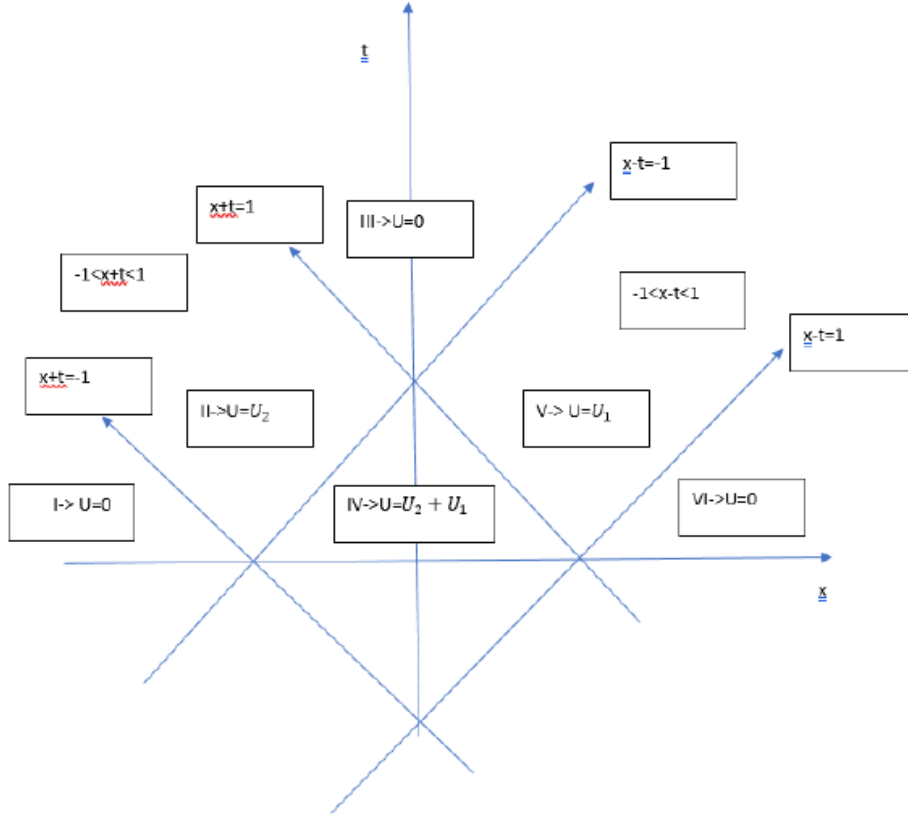 t
x-t=-1
x+t=1
III->U=0
-1<x+t<1
-1<x-t<1
x-t=1
x+t=-1
II->U=U₂
V-> U=U₁
I-> U=0
IV->U=U₂ + U₁
VI->U=0
x